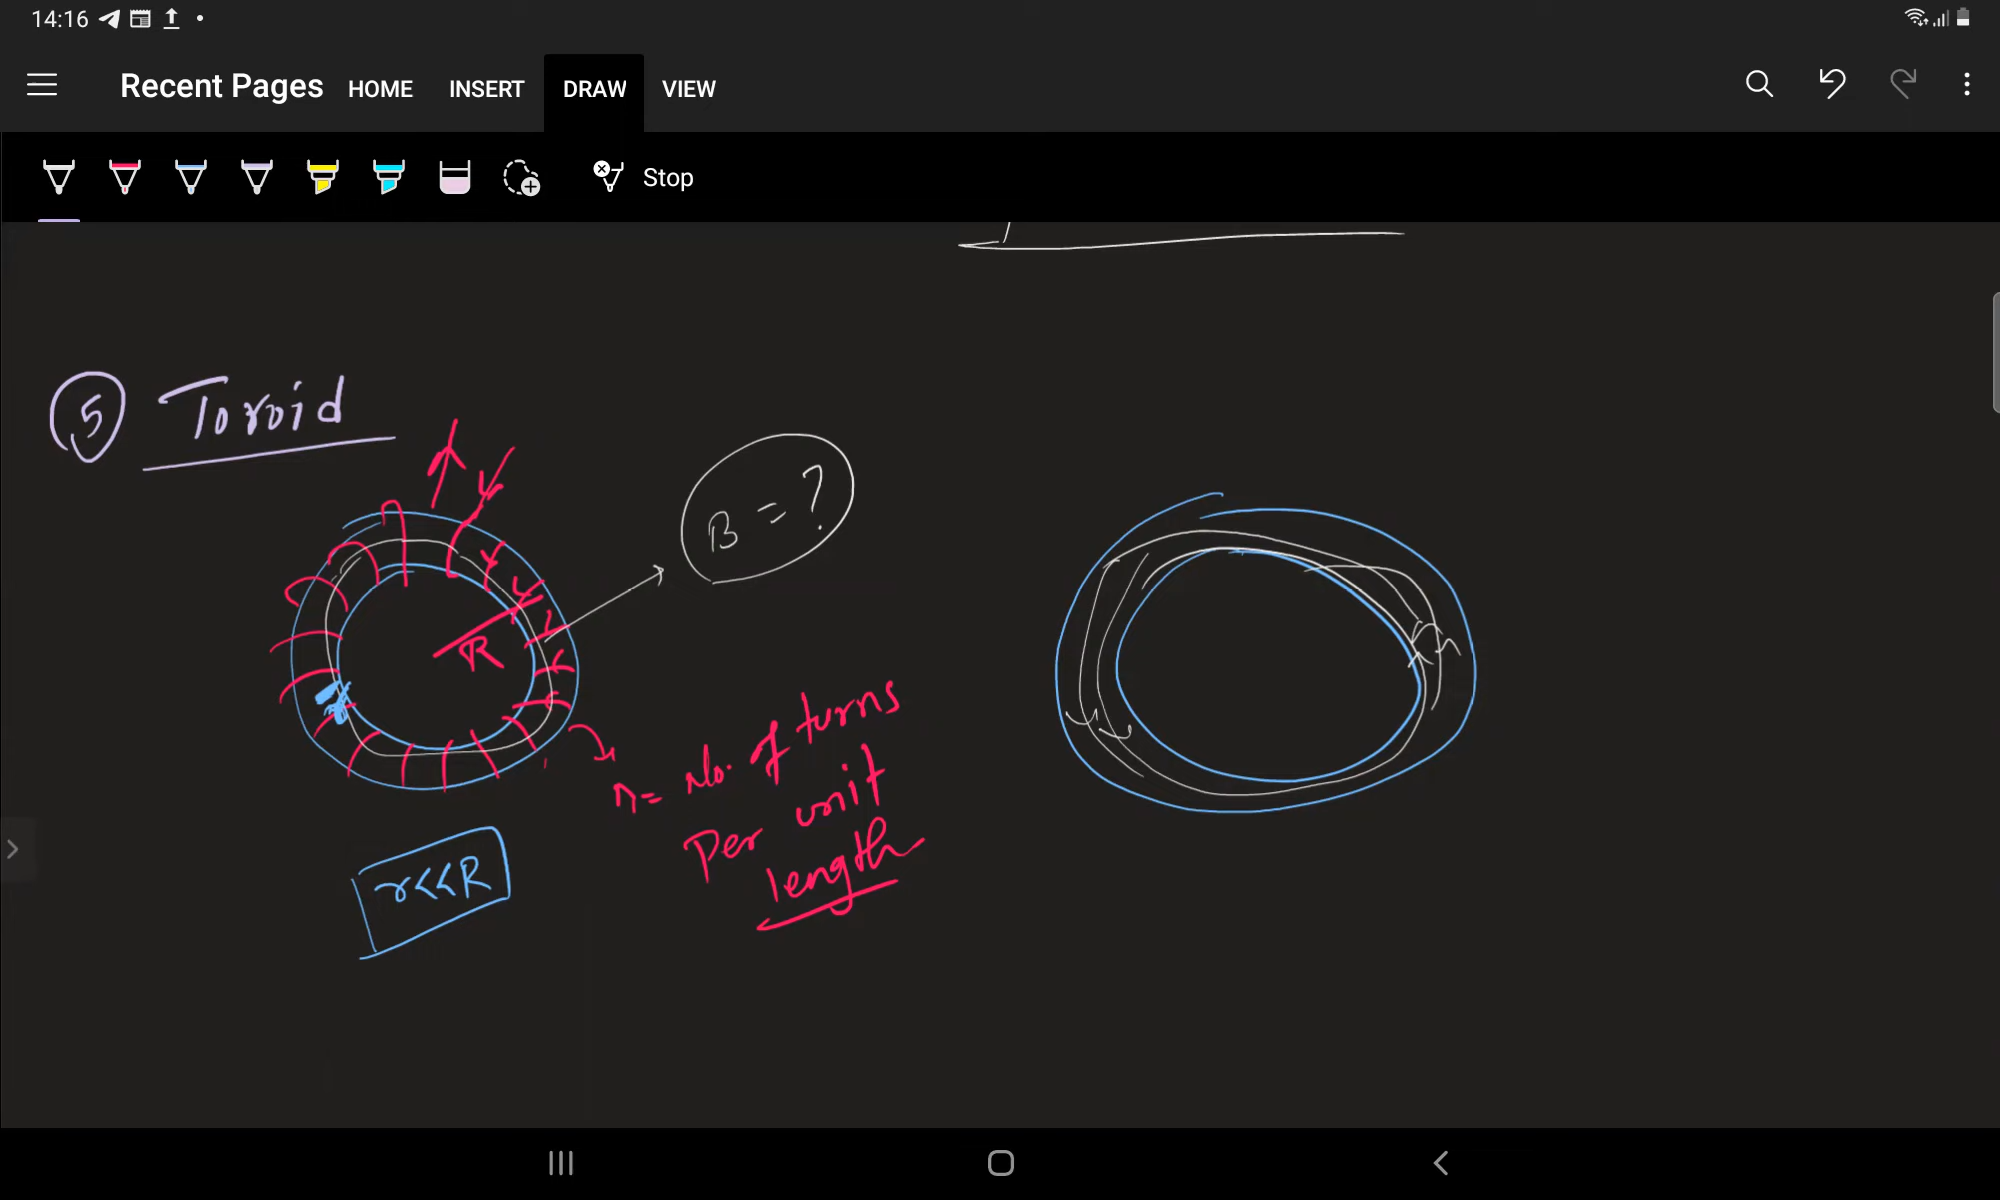 14:16
Recent Pages HOME INSERT DRAW VIEW
Stop
5 Toroid
B = ?
R
n = No. of turns
Per unit
length
r<<R